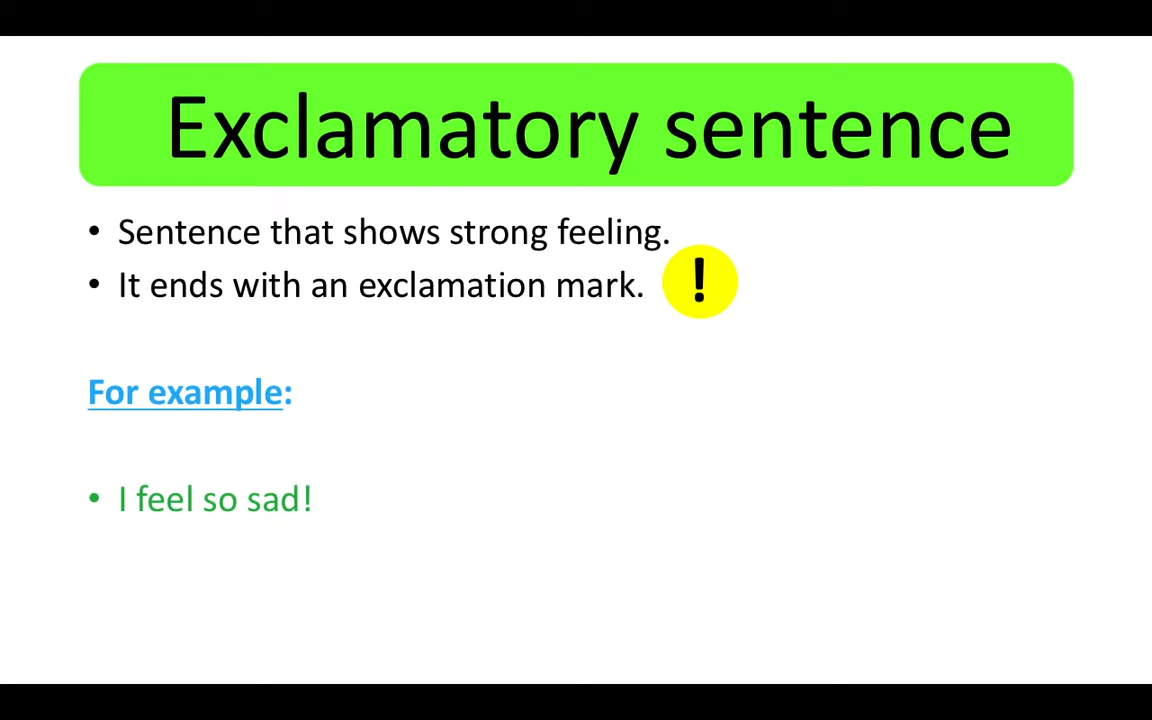 Exclamatory sentence
• Sentence that shows strong feeling.
• It ends with an exclamation mark. !
For example:
• I feel so sad!